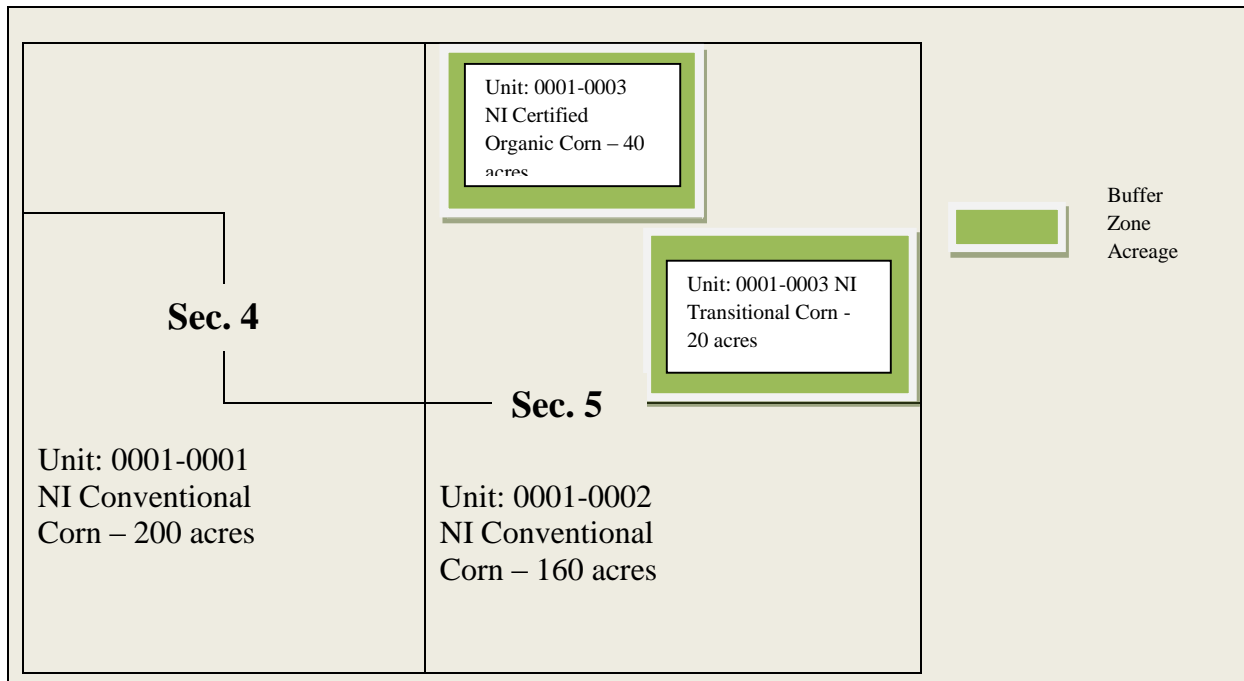 Unit: 0001-0003
NI Certified
Organic Corn – 40
acres
Unit: 0001-0003 NI
Transitional Corn -
20 acres
Buffer
Zone
Acreage
Sec. 4
Sec. 5
Unit: 0001-0001
NI Conventional
Corn – 200 acres
Unit: 0001-0002
NI Conventional
Corn – 160 acres